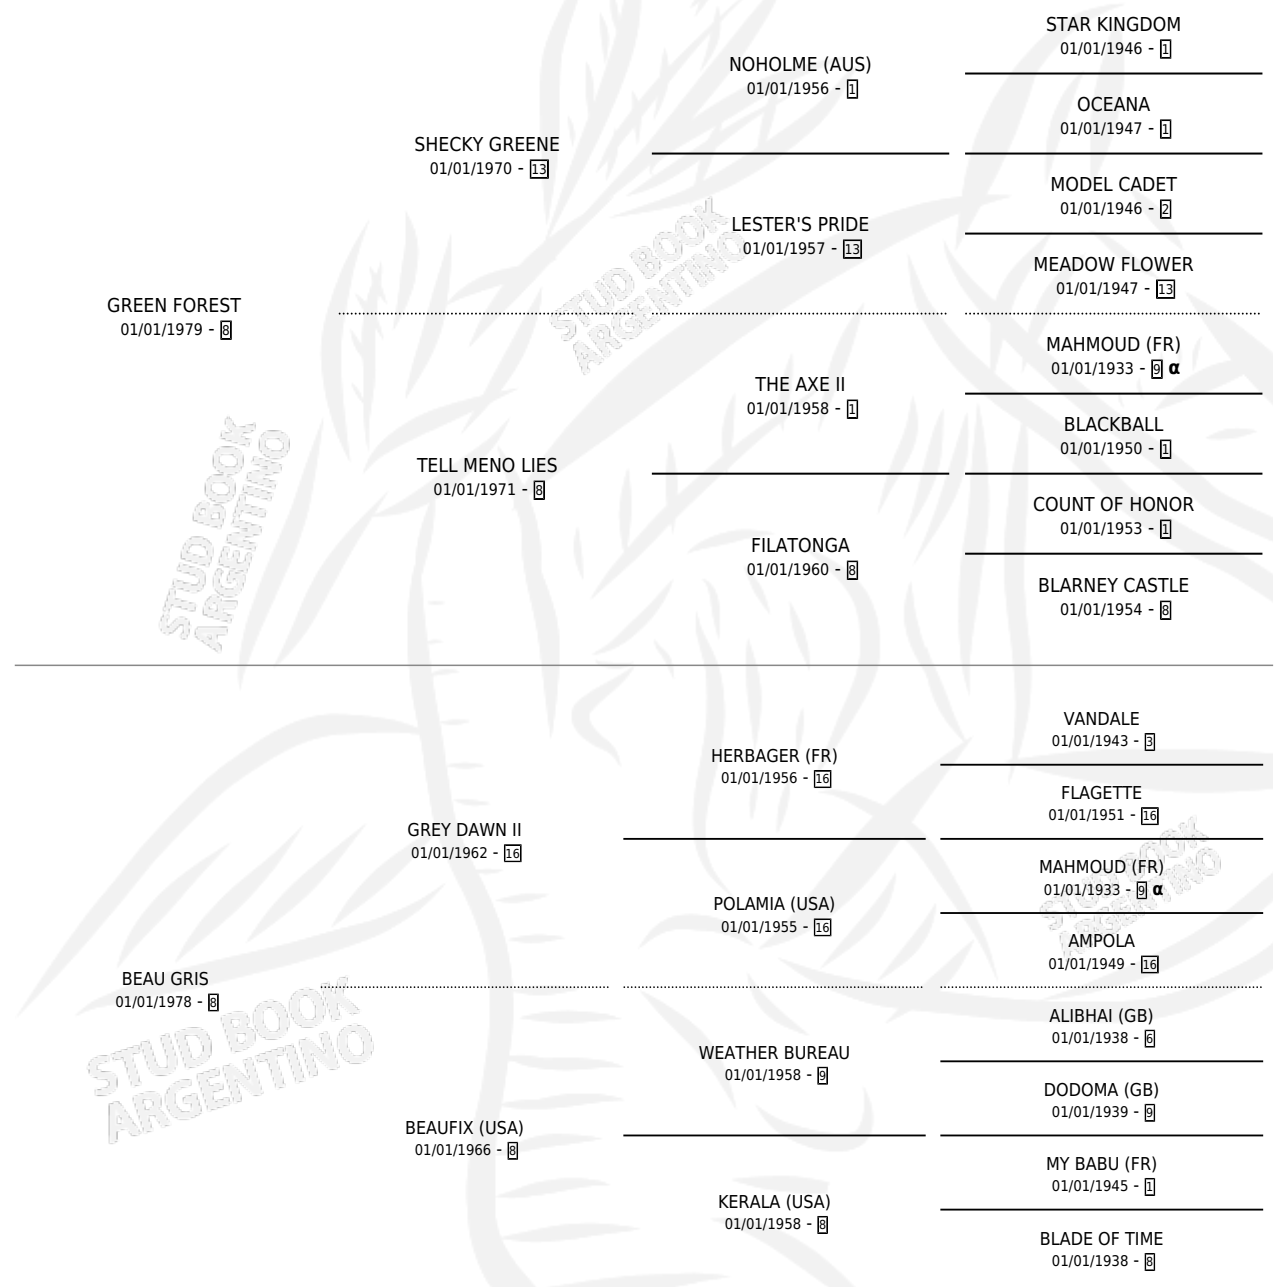 STAR KINGDOM
01/01/1946 - 1
NOHOLME (AUS)
01/01/1956 - 1
OCEANA
01/01/1947 - 1
SHECKY GREENE
01/01/1970 - 13
MODEL CADET
01/01/1946 - 2
LESTER'S PRIDE
01/01/1957 - 13
MEADOW FLOWER
01/01/1947 - 13
GREEN FOREST
01/01/1979 - 8
MAHMOUD (FR)
01/01/1933 - 9 α
THE AXE II
01/01/1958 - 1
BLACKBALL
01/01/1950 - 1
TELL MENO LIES
01/01/1971 - 8
COUNT OF HONOR
01/01/1953 - 1
FILATONGA
01/01/1960 - 8
BLARNEY CASTLE
01/01/1954 - 8
VANDALE
01/01/1943 - 3
HERBAGER (FR)
01/01/1956 - 16
FLAGETTE
01/01/1951 - 16
GREY DAWN II
01/01/1962 - 16
MAHMOUD (FR)
01/01/1933 - 9 α
POLAMIA (USA)
01/01/1955 - 16
AMPOLA
01/01/1949 - 16
BEAU GRIS
01/01/1978 - 8
ALIBHAI (GB)
01/01/1938 - 6
WEATHER BUREAU
01/01/1958 - 9
DODOMA (GB)
01/01/1939 - 9
BEAUFIX (USA)
01/01/1966 - 8
MY BABU (FR)
01/01/1945 - 1
KERALA (USA)
01/01/1958 - 8
BLADE OF TIME
01/01/1938 - 8
STUD BOOK
ARGENTINO
STUD BOOK
ARGENTINO
STUD BOOK
ARGENTINO
STUD BOOK
ARGENTINO